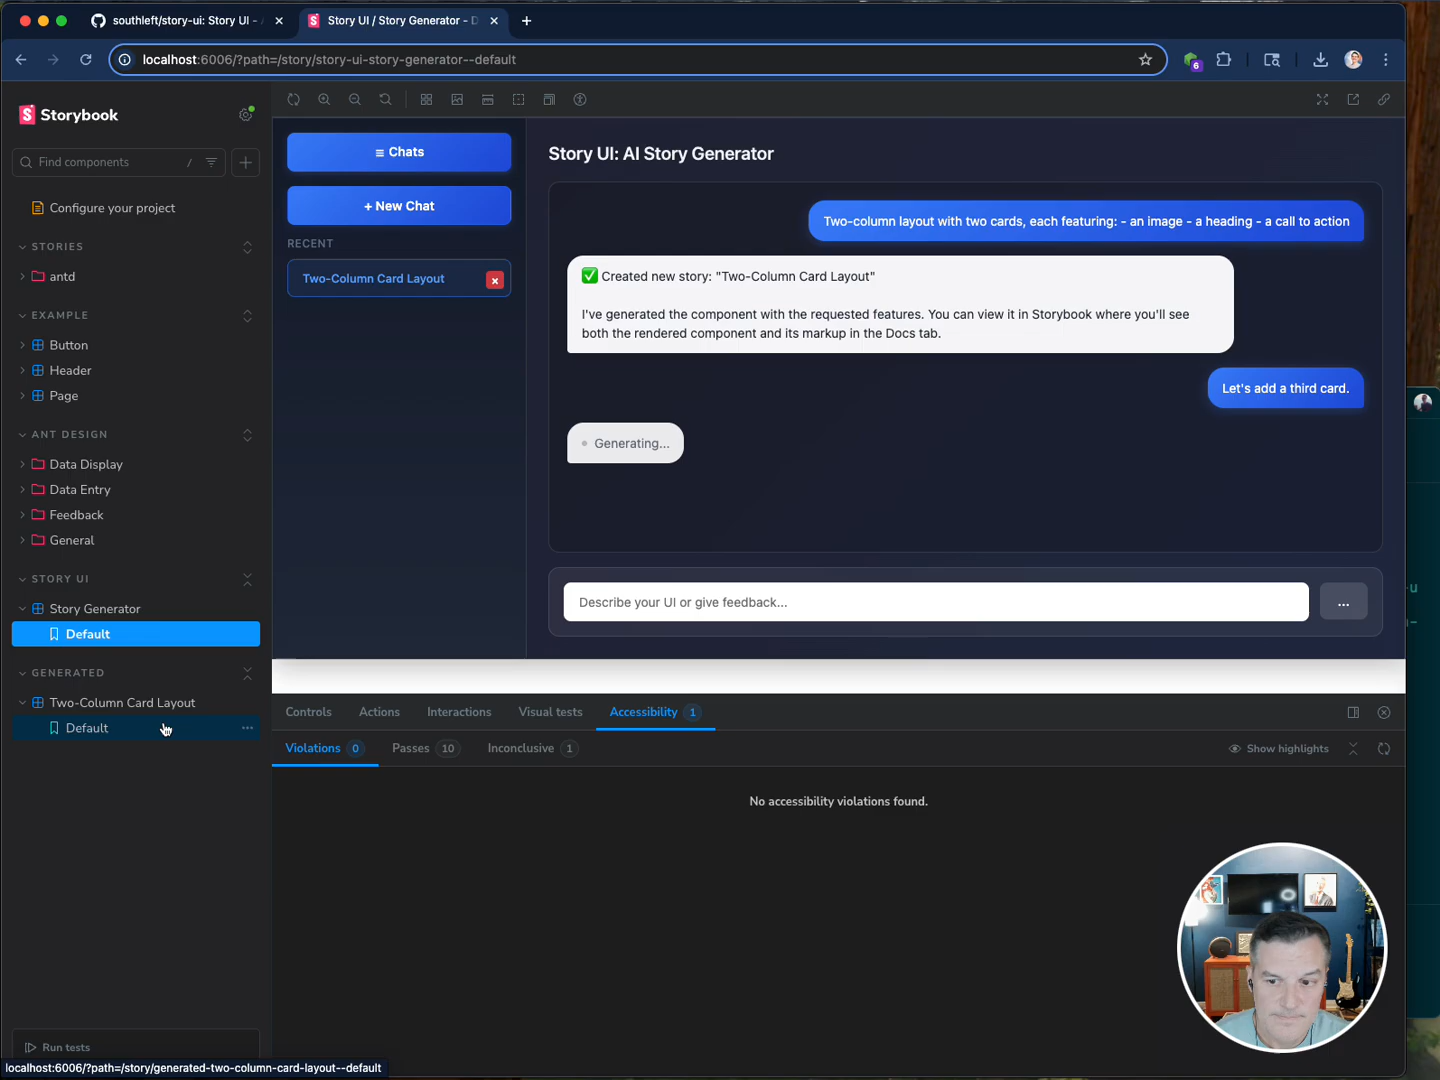 southleft/story-ui: Story UI -
Story UI / Story Generator - D
localhost:6006/?path=/story/story-ui-story-generator--default
6
Storybook
Find components
/
Configure your project
STORIES
antd
EXAMPLE
Button
Header
Page
ANT DESIGN
Data Display
Data Entry
Feedback
General
STORY UI
Story Generator
Default
GENERATED
Two-Column Card Layout
Default
Run tests
localhost:6006/?path=/story/generated-two-column-card-layout--default
≡ Chats
+ New Chat
RECENT
Two-Column Card Layout
Story UI: AI Story Generator
Two-column layout with two cards, each featuring: - an image - a heading - a call to action
✅ Created new story: "Two-Column Card Layout"
I've generated the component with the requested features. You can view it in Storybook where you'll see
both the rendered component and its markup in the Docs tab.
Let's add a third card.
Generating...
Describe your UI or give feedback...
...
Controls
Actions
Interactions
Visual tests
Accessibility 1
Violations 0
Passes 10
Inconclusive 1
Show highlights
No accessibility violations found.